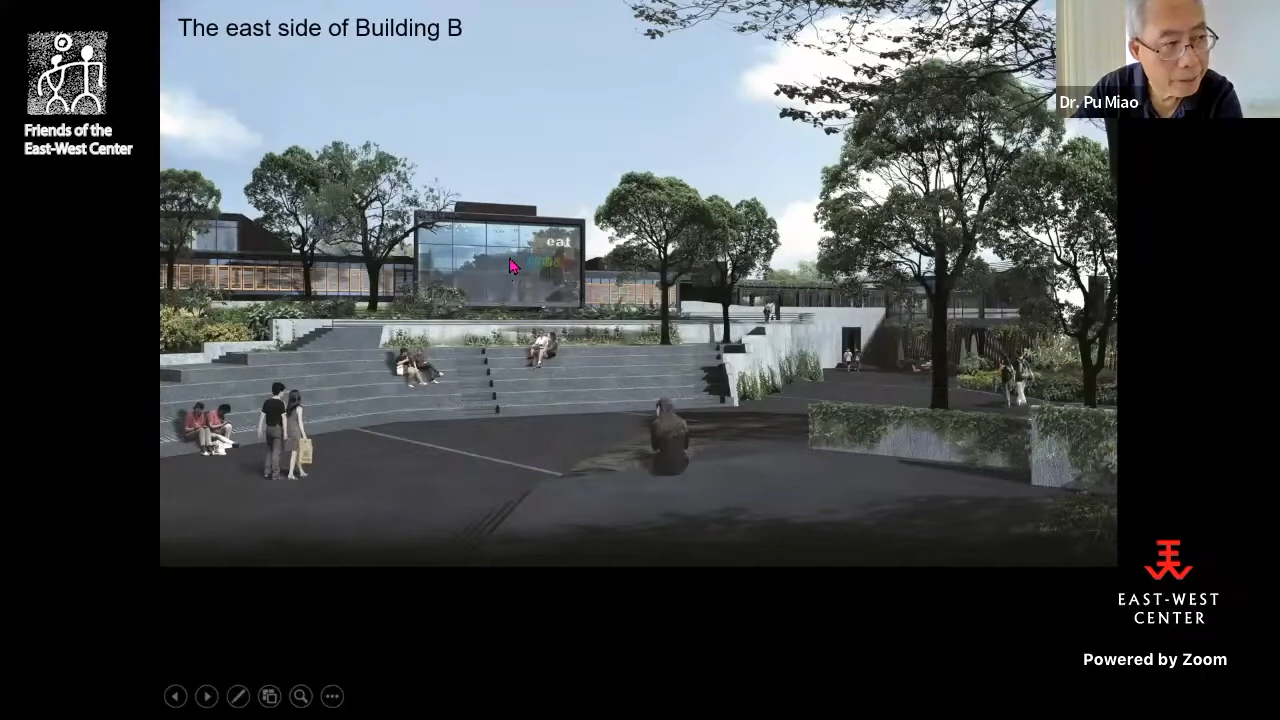 The east side of Building B
Friends of the
East-West Center
Dr. Pu Miao
eat
EAST-WEST
CENTER
Powered by Zoom